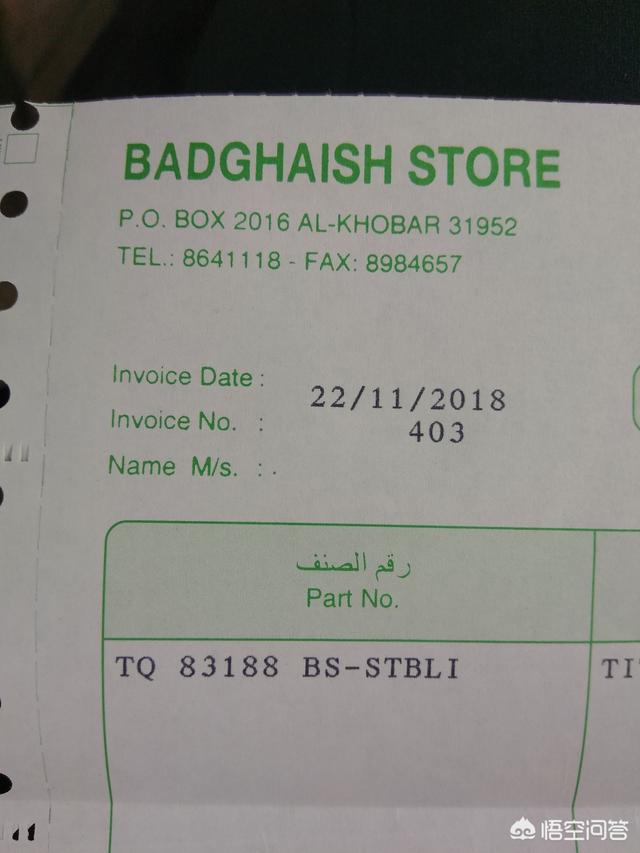 BADGHAISH STORE
P.O. BOX 2016 AL-KHOBAR 31952
TEL.: 8641118 - FAX: 8984657
Invoice Date : 22/11/2018
Invoice No. : 403
Name M/s. : .
رقم الصنف
Part No.
TQ 83188 BS-STBLI
悟空问答